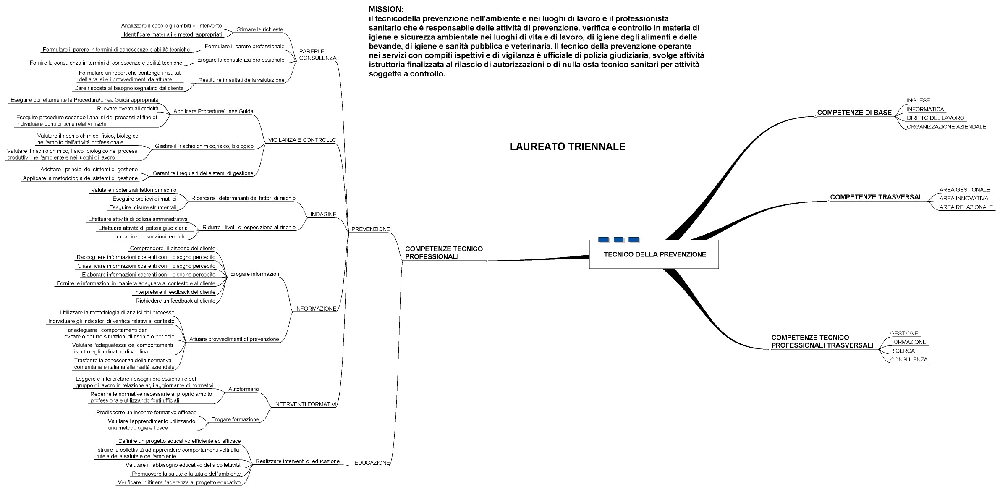 MISSION:
il tecnicodella prevenzione nell'ambiente e nei luoghi di lavoro è il professionista
sanitario che è responsabile delle attività di prevenzione, verifica e controllo in materia di
igiene e sicurezza ambientale nei luoghi di vita e di lavoro, di igiene degli alimenti e delle
bevande, di igiene e sanità pubblica e veterinaria. Il tecnico della prevenzione operante
nei servizi con compiti ispettivi e di vigilanza è ufficiale di polizia giudiziaria, svolge attività
istruttoria finalizzata al rilascio di autorizzazioni o di nulla osta tecnico sanitari per attività
soggette a controllo.
LAUREATO TRIENNALE
TECNICO DELLA PREVENZIONE
COMPETENZE DI BASE
INGLESE
INFORMATICA
DIRITTO DEL LAVORO
ORGANIZZAZIONE AZIENDALE
COMPETENZE TRASVERSALI
AREA GESTIONALE
AREA INNOVATIVA
AREA RELAZIONALE
COMPETENZE TECNICO
PROFESSIONALI TRASVERSALI
GESTIONE
FORMAZIONE
RICERCA
CONSULENZA
COMPETENZE TECNICO
PROFESSIONALI
PREVENZIONE
PARERI E
CONSULENZA
Stimare le richieste
Analizzare il caso e gli ambiti di intervento
Identificare materiali e metodi appropriati
Formulare il parere professionale
Formulare il parere in termini di conoscenze e abilità tecniche
Erogare la consulenza professionale
Fornire la consulenza in termini di conoscenze e abilità tecniche
Restituire i risultati della valutazione
Formulare un report che contenga i risultati
dell'analisi e i provvedimenti da attuare
Dare risposta al bisogno segnalato dal cliente
VIGILANZA E CONTROLLO
Applicare Procedure/Linee Guida
Eseguire correttamente la Procedura/Linea Guida appropriata
Rilevare eventuali criticità
Eseguire procedure secondo l'analisi dei processi al fine di
individuare punti critici e relativi rischi
Gestire il  rischio chimico,fisico, biologico
Valutare il rischio chimico, fisico, biologico
nell'ambito dell'attività professionale
Valutare il rischio chimico, fisico, biologico nei processi
produttivi, nell'ambiente e nei luoghi di lavoro
Garantire i requisiti dei sistemi di gestione
Adottare i principi dei sistemi di gestione
Applicare la metodologia dei sistemi di gestione
INDAGINE
Ricercare i determinanti dei fattori di rischio
Valutare i potenziali fattori di rischio
Eseguire prelievi di matrici
Eseguire misure strumentali
Ridurre i livelli di esposizione al rischio
Effettuare attività di polizia amministrativa
Effettuare attività di polizia giudiziaria
Impartire prescrizioni tecniche
INFORMAZIONE
Erogare informazioni
Comprendere  il bisogno del cliente
Raccogliere informazioni coerenti con il bisogno percepito
Classificare informazioni coerenti con il bisogno percepito
Elaborare informazioni coerenti con il bisogno percepito
Fornire le informazioni in maniera adeguata al contesto e al cliente
Interpretare il feedback del cliente
Richiedere un feedback al cliente
Attuare provvedimenti di prevenzione
Utilizzare la metodologia di analisi del processo
Individuare gli indicatori di verifica relativi al contesto
Far adeguare i comportamenti per
evitare o ridurre situazioni di rischio o pericolo
Valutare l'adeguatezza dei comportamenti
rispetto agli indicatori di verifica
Trasferire la conoscenza della normativa
comunitaria e italiana alla realtà aziendale
INTERVENTI FORMATIVI
Autoformarsi
Leggere e interpretare i bisogni professionali e del
gruppo di lavoro in relazione agli aggiornamenti normativi
Reperire le normative necessarie al proprio ambito
professionale utilizzando fonti ufficiali
Erogare formazione
Predisporre un incontro formativo efficace
Valutare l'apprendimento utilizzando
una metodologia efficace
EDUCAZIONE
Realizzare interventi di educazione
Definire un progetto educativo efficiente ed efficace
Istruire la collettività ad apprendere comportamenti volti alla
tutela della salute e dell'ambiente
Valutare il fabbisogno educativo della collettività
Promuovere la salute e la tutale dell'ambiente
Verificare in itinere l'aderenza al progetto educativo